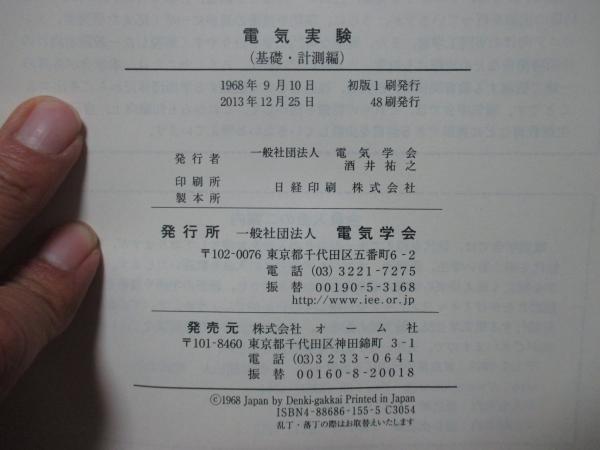 電気実験
(基礎・計測編)
1968年 9月10日 初版1刷発行
2013年12月25日 48刷発行
発行者 一般社団法人 電気学会
酒井祐之
印刷所
製本所 日経印刷 株式会社
発行所 一般社団法人 電気学会
〒102-0076 東京都千代田区五番町6-2
電話 (03)3221-7275
振替 00190-5-3168
http://www.iee.or.jp
発売元 株式会社 オーム社
〒101-8460 東京都千代田区神田錦町 3-1
電話 (03)3233-0641
振替 00160-8-20018
©1968 Japan by Denki-gakkai Printed in Japan
ISBN4-88686-155-5 C3054
乱丁・落丁の際はお取替えいたします